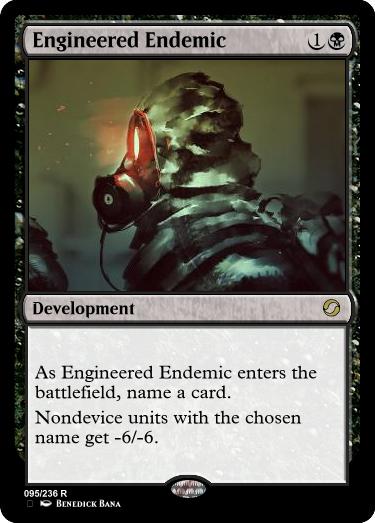 Engineered Endemic 1
Development
As Engineered Endemic enters the
battlefield, name a card.
Nondevice units with the chosen
name get -6/-6.
095/236 R
BENEDICK BANA